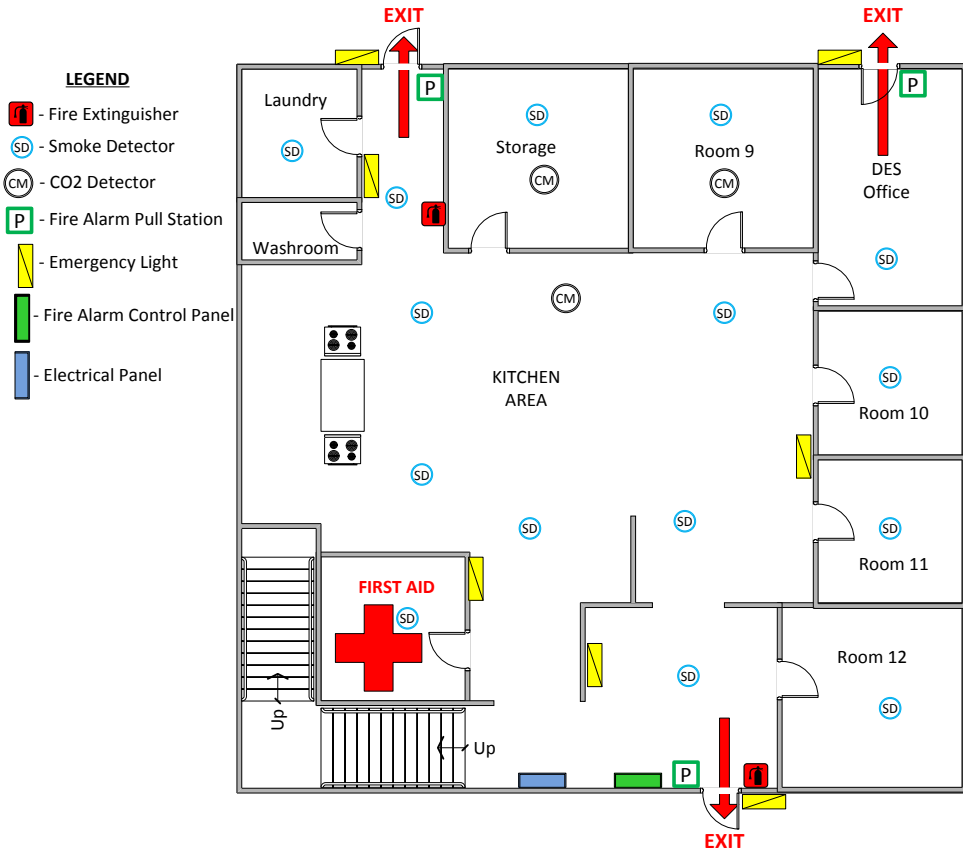 EXIT
EXIT
LEGEND
- Fire Extinguisher
SD - Smoke Detector
CM - CO2 Detector
P - Fire Alarm Pull Station
- Emergency Light
- Fire Alarm Control Panel
- Electrical Panel
P
P
Laundry
SD
SD
Washroom
SD
Storage
CM
SD
Room 9
CM
DES
Office
SD
CM
SD
SD
KITCHEN
AREA
SD
Room 10
SD
SD
SD
SD
Room 11
FIRST AID
SD
Room 12
SD
SD
Up
Up
P
EXIT